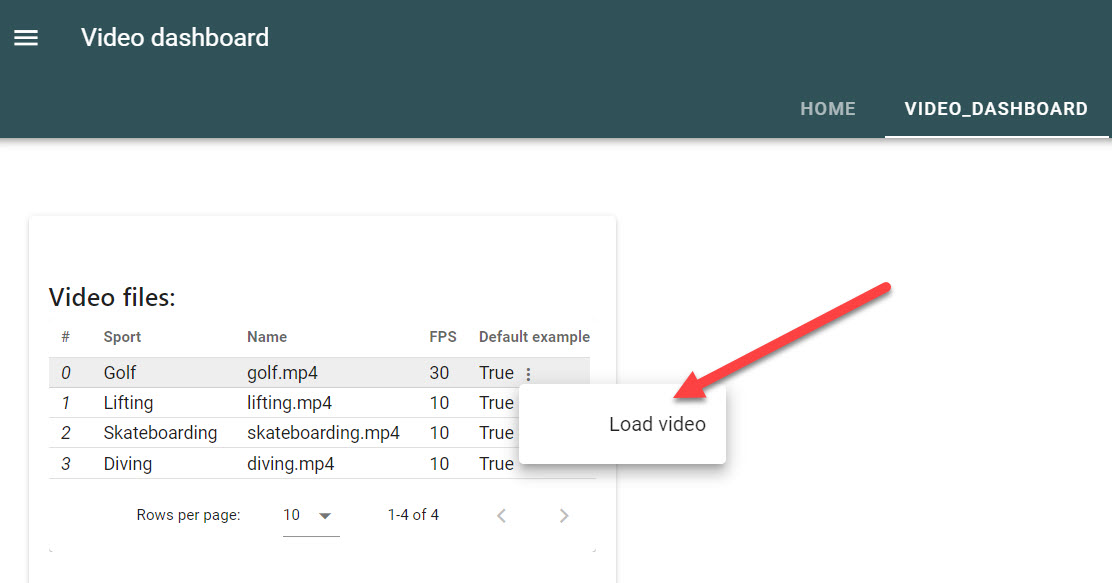 Video dashboard
HOME VIDEO_DASHBOARD
Video files:
# Sport Name FPS Default example
0 Golf golf.mp4 30 True
1 Lifting lifting.mp4 10 True
Load video
2 Skateboarding skateboarding.mp4 10 True
3 Diving diving.mp4 10 True
Rows per page: 10 1-4 of 4